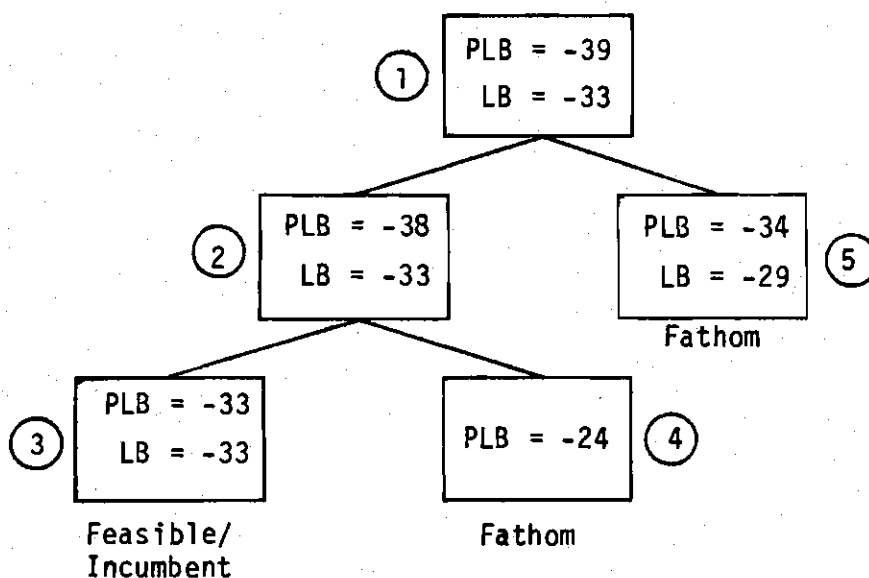 1
PLB = -39
LB = -33
2
PLB = -38
LB = -33
PLB = -34
LB = -29
5
Fathom
3
PLB = -33
LB = -33
PLB = -24
4
Feasible/
Incumbent
Fathom